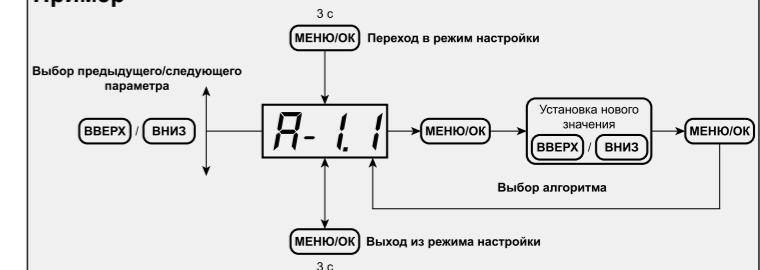 Пример
3 с
МЕНЮ/ОК Переход в режим настройки
Выбор предыдущего/следующего
параметра
ВВЕРХ / ВНИЗ
A-1.1
МЕНЮ/ОК
Установка нового
значения
ВВЕРХ / ВНИЗ
МЕНЮ/ОК
Выбор алгоритма
МЕНЮ/ОК Выход из режима настройки
3 с